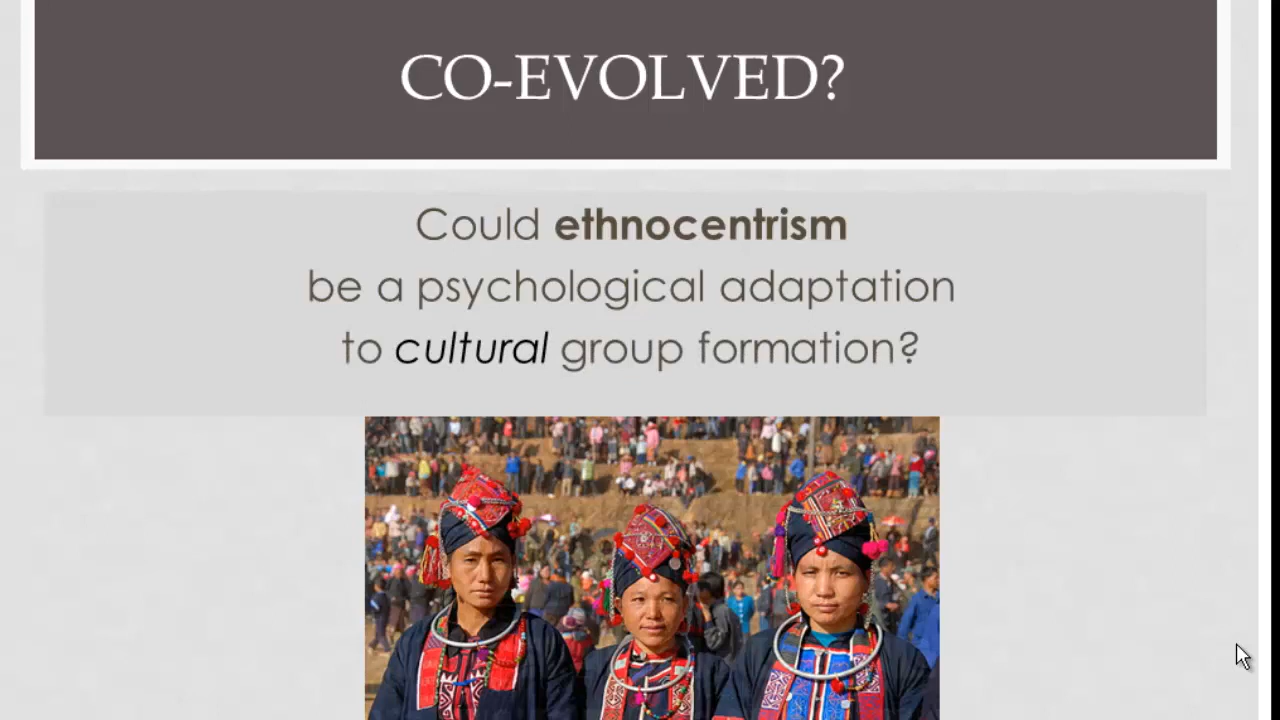 CO-EVOLVED?
Could ethnocentrism
be a psychological adaptation
to cultural group formation?